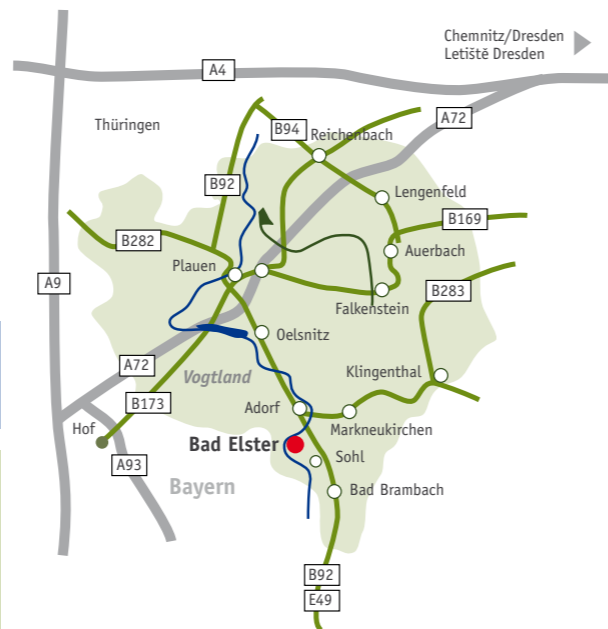 Chemnitz/Dresden
Letiště Dresden
A4
A72
Thüringen
B94
Reichenbach
B92
Lengenfeld
B169
B282
Auerbach
Plauen
A9
B283
Falkenstein
Oelsnitz
A72
Vogtland
Klingenthal
B173
Adorf
Hof
Markneukirchen
Bad Elster
Sohl
A93
Bayern
Bad Brambach
B92
E49